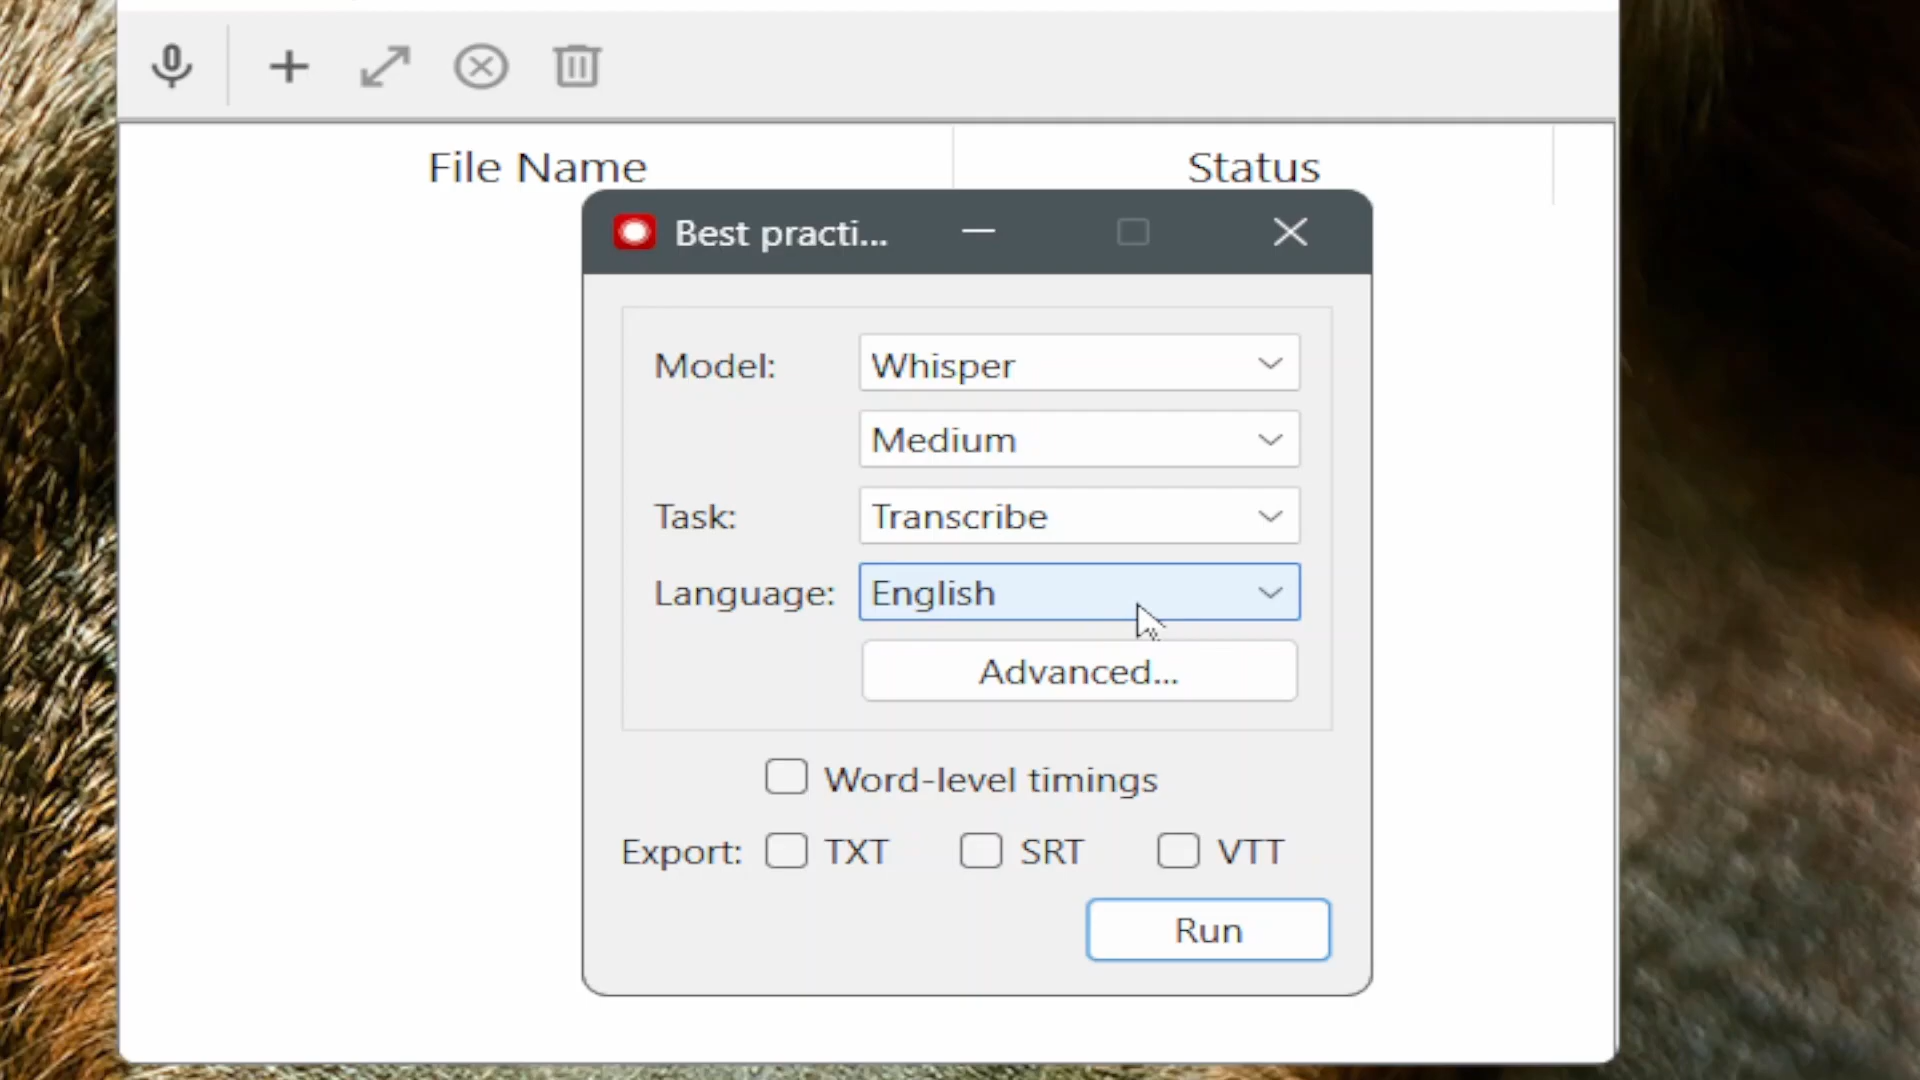 File Name Status
Best practi...
Model: Whisper
Medium
Task: Transcribe
Language: English
Advanced...
Word-level timings
Export: TXT SRT VTT
Run